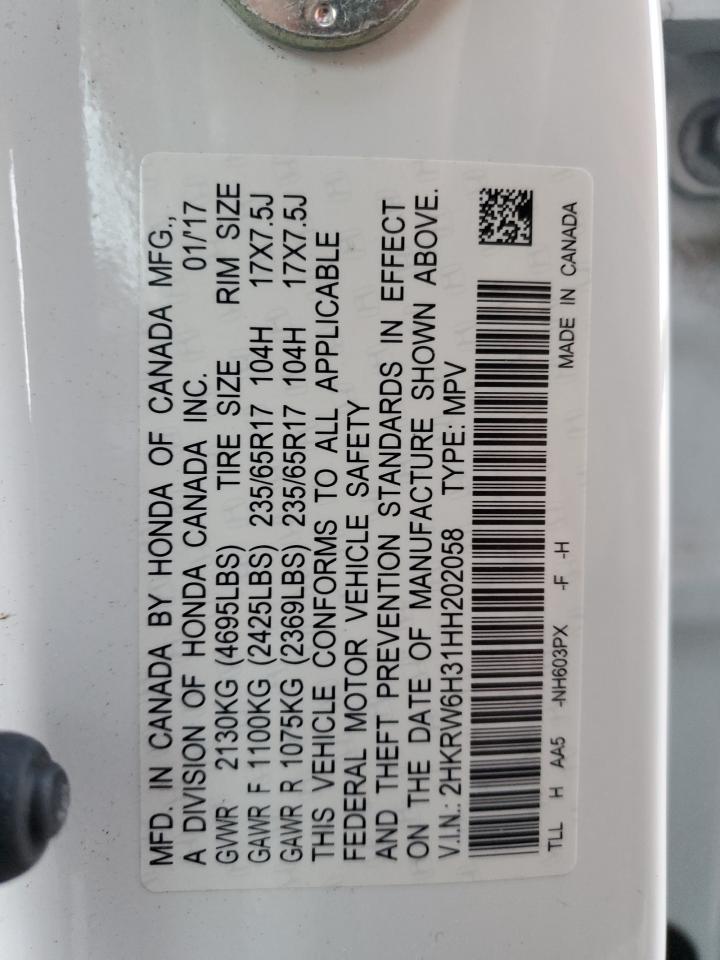 MFD. IN CANADA BY HONDA OF CANADA MFG.,
A DIVISION OF HONDA CANADA INC. 01/'17
GVWR 2130KG (4695LBS) TIRE SIZE RIM SIZE
GAWR F 1100KG (2425LBS) 235/65R17 104H 17X7.5J
GAWR R 1075KG (2369LBS) 235/65R17 104H 17X7.5J
THIS VEHICLE CONFORMS TO ALL APPLICABLE
FEDERAL MOTOR VEHICLE SAFETY
AND THEFT PREVENTION STANDARDS IN EFFECT
ON THE DATE OF MANUFACTURE SHOWN ABOVE.
V.I.N.: 2HKRW6H31HH202058 TYPE: MPV
TLL H AA5 -NH603PX -F -H MADE IN CANADA